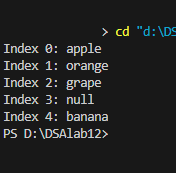 > cd "d:\DS
Index 0: apple
Index 1: orange
Index 2: grape
Index 3: null
Index 4: banana
PS D:\DSAlab12>